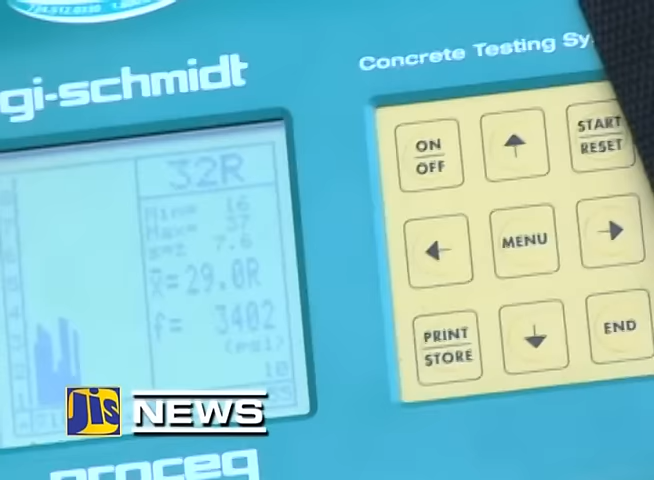 gi-schmidt
Concrete Testing Sy
32R
Min= 16
Max= 37
s= 7.6
x̄=29.0R
f= 3402
(psi)
10
ON
OFF
START
RESET
MENU
PRINT
STORE
END
jis NEWS
proceq